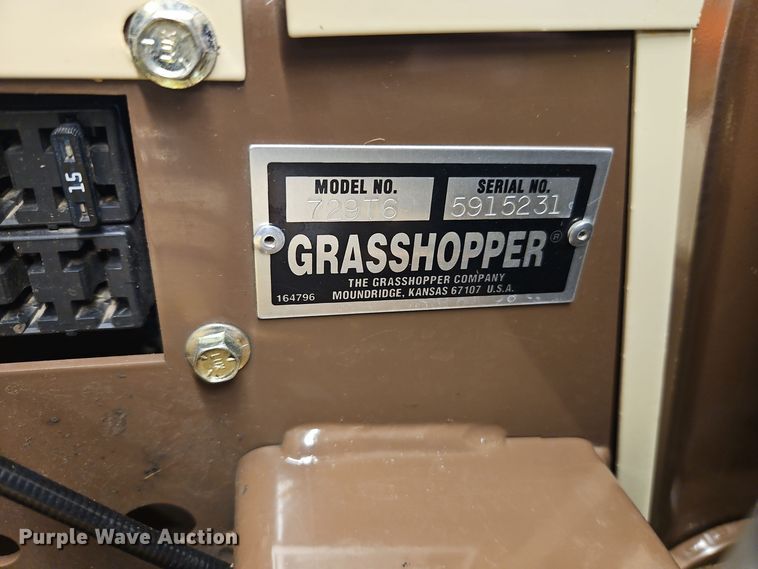 15
MODEL NO. SERIAL NO.
729T6 5915231
GRASSHOPPER®
THE GRASSHOPPER COMPANY
164796 MOUNDRIDGE, KANSAS 67107 U.S.A.
Purple Wave Auction